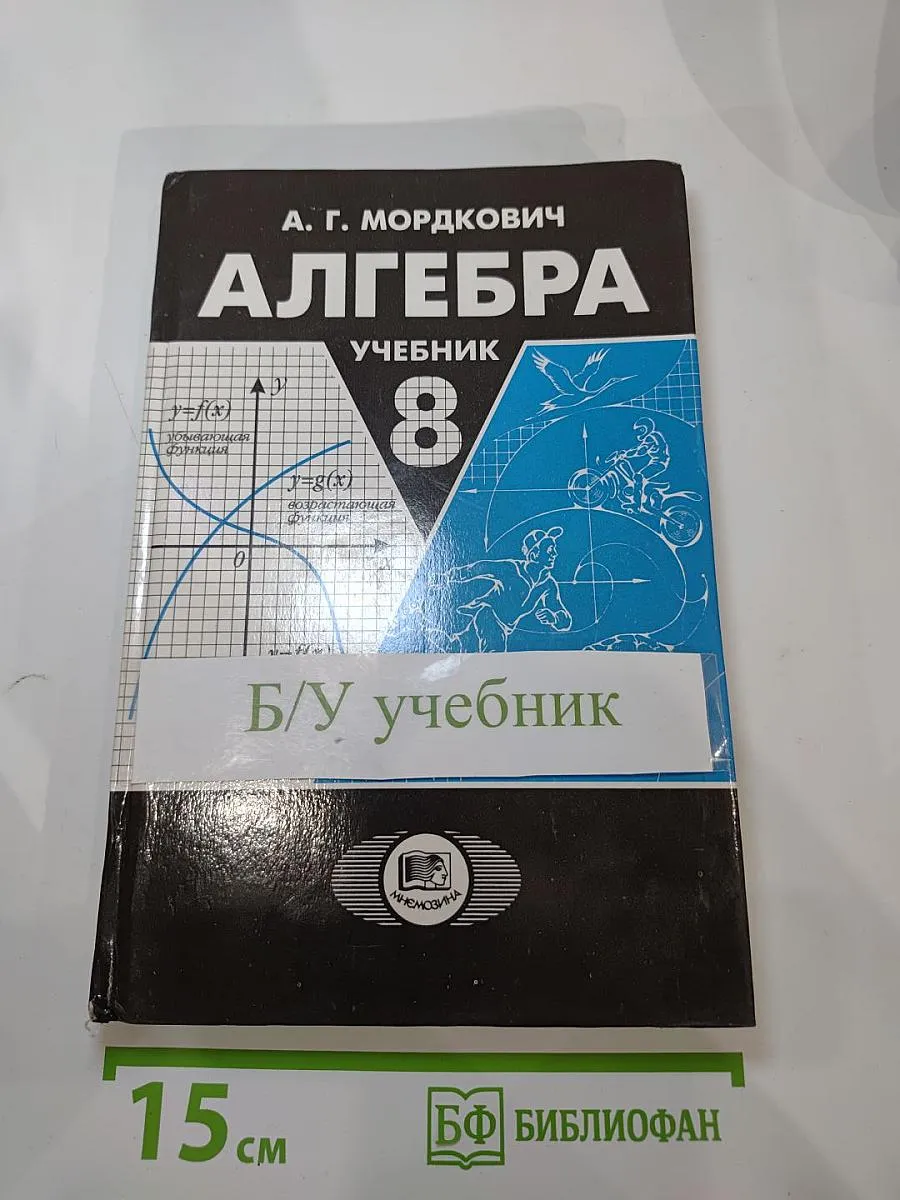 А. Г. МОРДКОВИЧ
АЛГЕБРА
УЧЕБНИК
8
y
y=f(x)
убывающая
функция
y=g(x)
возрастающая
функция
0
x
Б/У учебник
МНЕМОЗИНА
15 см
БФ БИБЛИОФАН